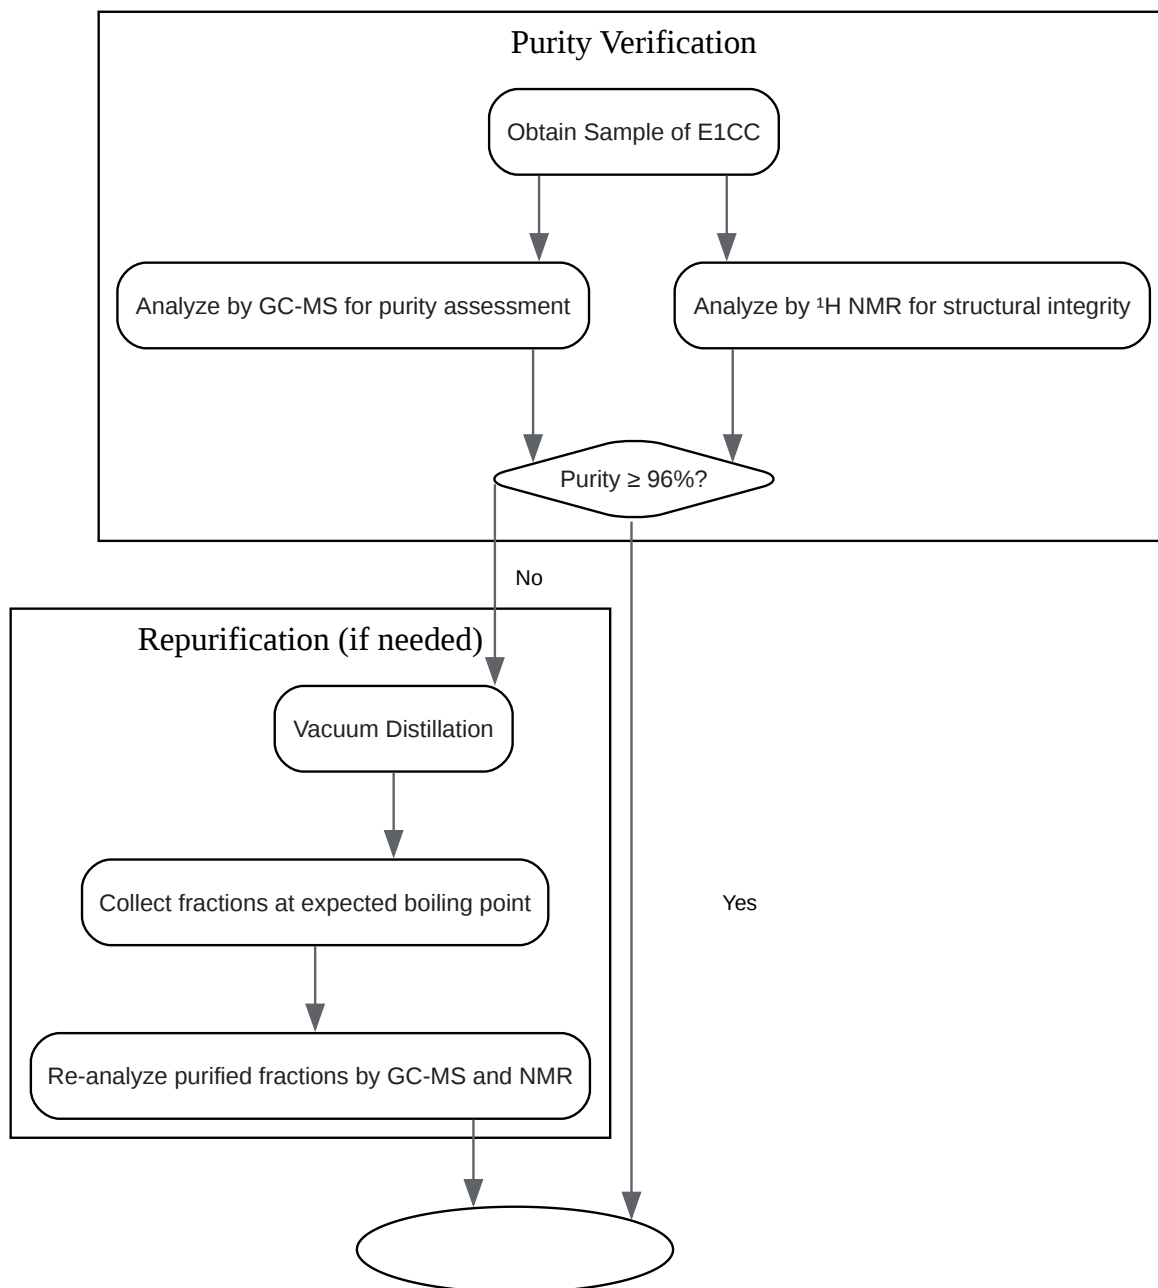 Purity Verification
Obtain Sample of E1CC
Analyze by GC-MS for purity assessment
Analyze by ¹H NMR for structural integrity
Purity ≥ 96%?
No
Repurification (if needed)
Vacuum Distillation
Collect fractions at expected boiling point
Yes
Re-analyze purified fractions by GC-MS and NMR